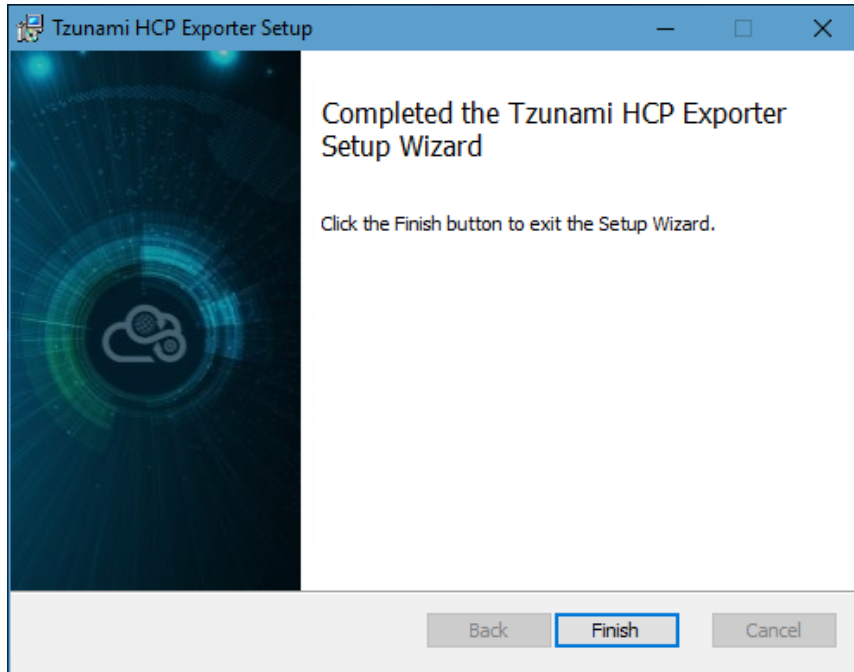 Tzunami HCP Exporter Setup
Completed the Tzunami HCP Exporter
Setup Wizard
Click the Finish button to exit the Setup Wizard.
Back
Finish
Cancel